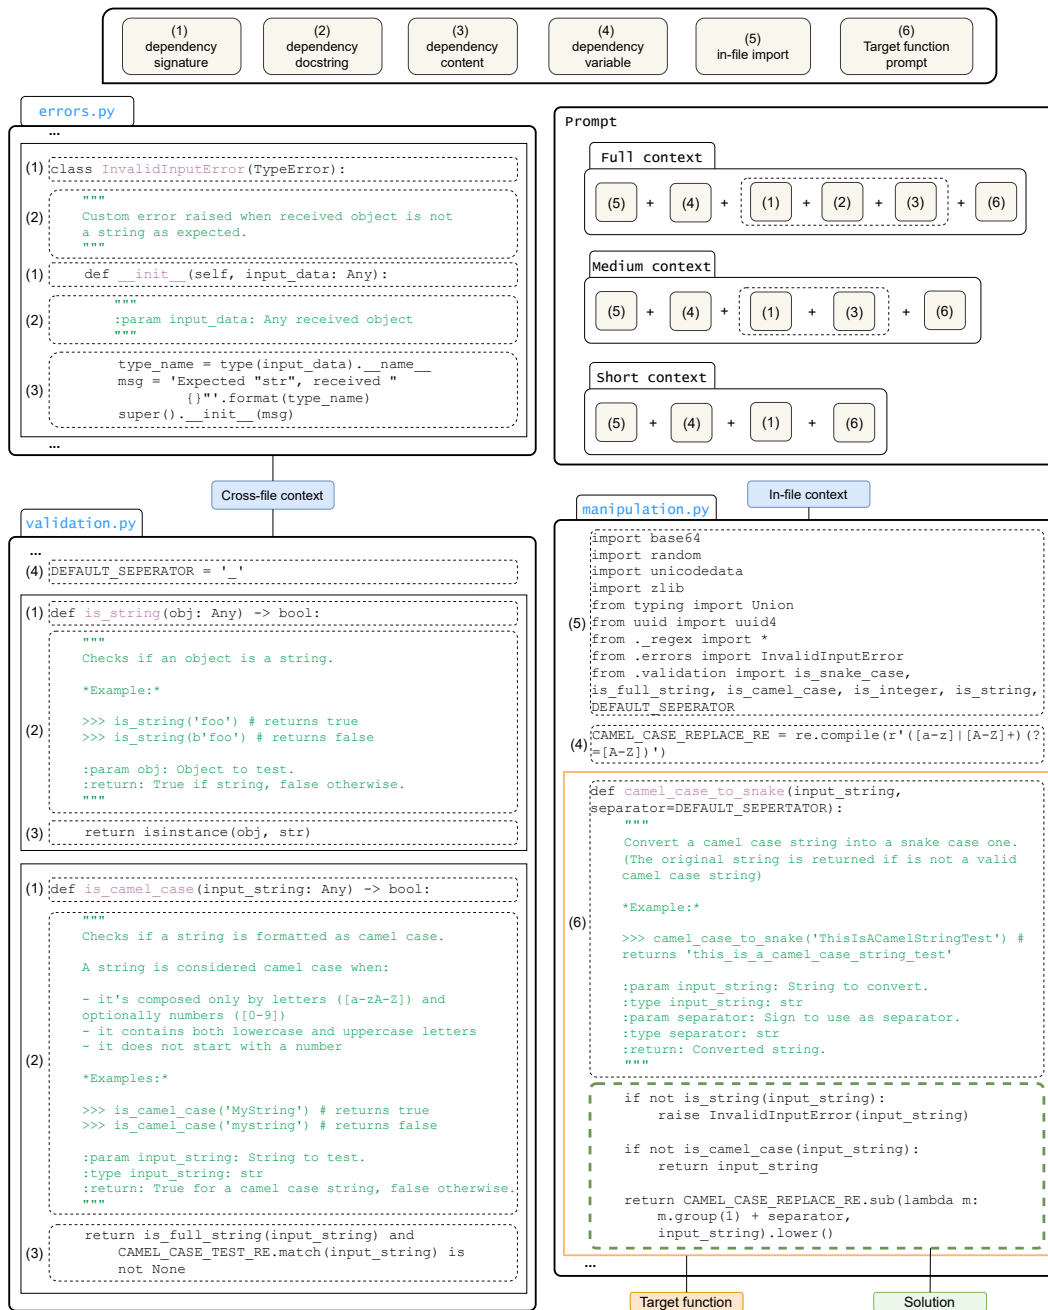 (1)
dependency
signature
(2)
dependency
docstring
(3)
dependency
content
(4)
dependency
variable
(5)
in-file import
(6)
Target function
prompt
errors.py
...
(1)
class InvalidInputError(TypeError):
(2)
"""
Custom error raised when received object is not
a string as expected.
"""
(1)
def __init__(self, input_data: Any):
(2)
"""
:param input_data: Any received object
"""
(3)
type_name = type(input_data).__name__
msg = 'Expected "str", received "
{}"'.format(type_name)
super().__init__(msg)
...
Prompt
Full context
(5) + (4) + (1) + (2) + (3) + (6)
Medium context
(5) + (4) + (1) + (3) + (6)
Short context
(5) + (4) + (1) + (6)
Cross-file context
In-file context
validation.py
...
(4)
DEFAULT_SEPERATOR = '_'
(1)
def is_string(obj: Any) -> bool:
(2)
"""
Checks if an object is a string.
*Example:*
>>> is_string('foo') # returns true
>>> is_string(b'foo') # returns false
:param obj: Object to test.
:return: True if string, false otherwise.
"""
(3)
return isinstance(obj, str)
(1)
def is_camel_case(input_string: Any) -> bool:
(2)
"""
Checks if a string is formatted as camel case.
A string is considered camel case when:
- it's composed only by letters ([a-zA-Z]) and
optionally numbers ([0-9])
- it contains both lowercase and uppercase letters
- it does not start with a number
*Examples:*
>>> is_camel_case('MyString') # returns true
>>> is_camel_case('mystring') # returns false
:param input_string: String to test.
:type input_string: str
:return: True for a camel case string, false otherwise.
"""
(3)
return is_full_string(input_string) and
CAMEL_CASE_TEST_RE.match(input_string) is
not None
manipulation.py
(5)
import base64
import random
import unicodedata
import zlib
from typing import Union
from uuid import uuid4
from ._regex import *
from .errors import InvalidInputError
from .validation import is_snake_case,
is_full_string, is_camel_case, is_integer, is_string,
DEFAULT_SEPERATOR
(4)
CAMEL_CASE_REPLACE_RE = re.compile(r'([a-z]|[A-Z]+)(?
=[A-Z])')
(6)
def camel_case_to_snake(input_string,
separator=DEFAULT_SEPERTATOR):
"""
Convert a camel case string into a snake case one.
(The original string is returned if is not a valid
camel case string)
*Example:*
>>> camel_case_to_snake('ThisIsACamelStringTest') #
returns 'this_is_a_camel_case_string_test'
:param input_string: String to convert.
:type input_string: str
:param separator: Sign to use as separator.
:type separator: str
:return: Converted string.
"""
if not is_string(input_string):
raise InvalidInputError(input_string)
if not is_camel_case(input_string):
return input_string
return CAMEL_CASE_REPLACE_RE.sub(lambda m:
m.group(1) + separator,
input_string).lower()
...
Target function
Solution